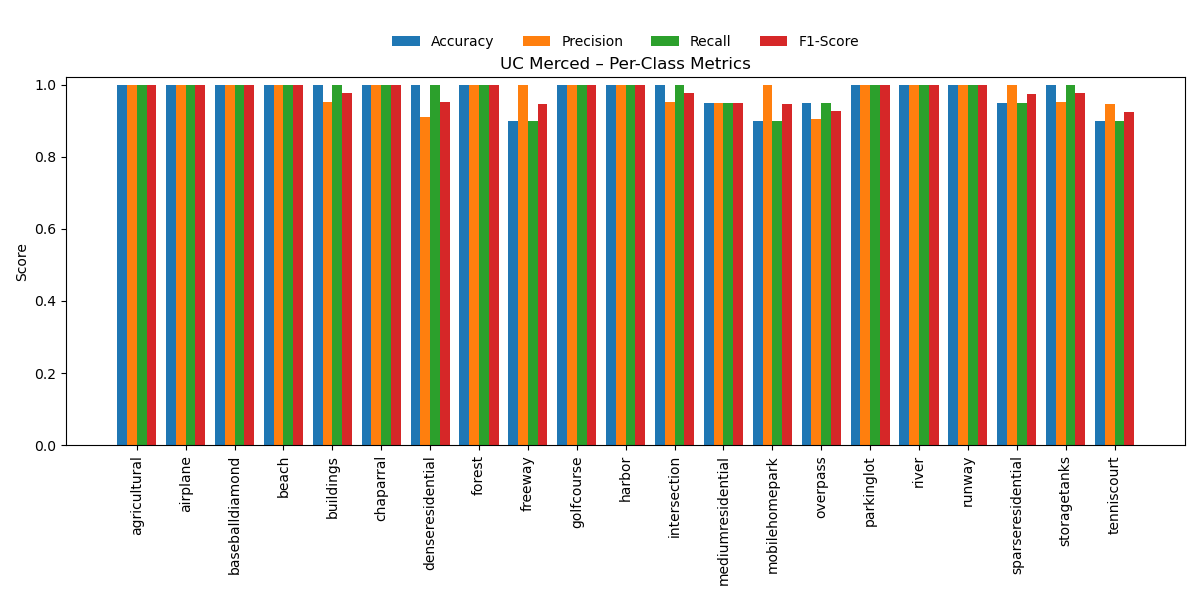 Accuracy Precision Recall F1-Score
UC Merced – Per-Class Metrics
Score
1.0
0.8
0.6
0.4
0.2
0.0
agricultural
airplane
baseballdiamond
beach
buildings
chaparral
denseresidential
forest
freeway
golfcourse
harbor
intersection
mediumresidential
mobilehomepark
overpass
parkinglot
river
runway
sparseresidential
storagetanks
tenniscourt